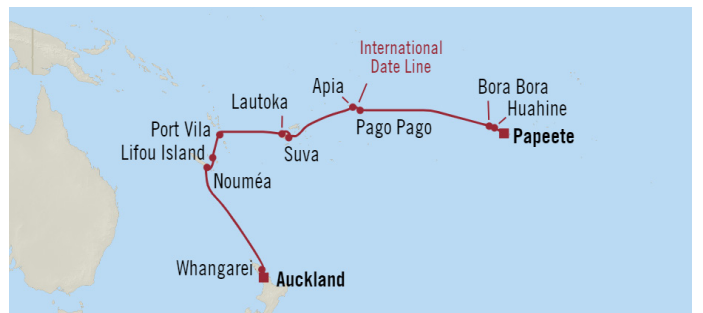 International
Date Line
Apia
Bora Bora
Huahine
Lautoka
Pago Pago
Papeete
Port Vila
Lifou Island
Suva
Nouméa
Whangarei
Auckland